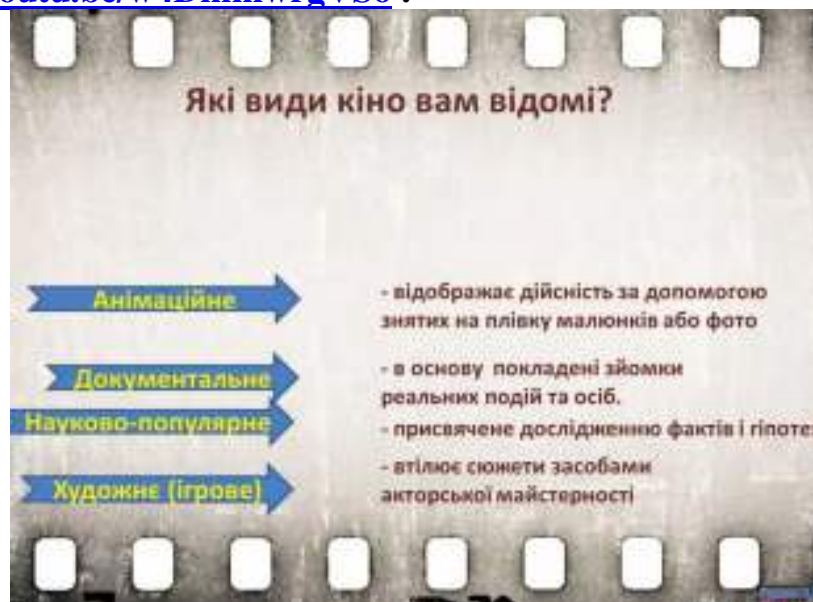 Які види кіно вам відомі?
Анімаційне
- відображає дійсність за допомогою
знятих на плівку малюнків або фото
Документальне
- в основу покладені зйомки
реальних подій та осіб.
Науково-популярне
- присвячене дослідженню фактів і гіпоте
Художнє (ігрове)
- втілює сюжети засобами
акторської майстерності